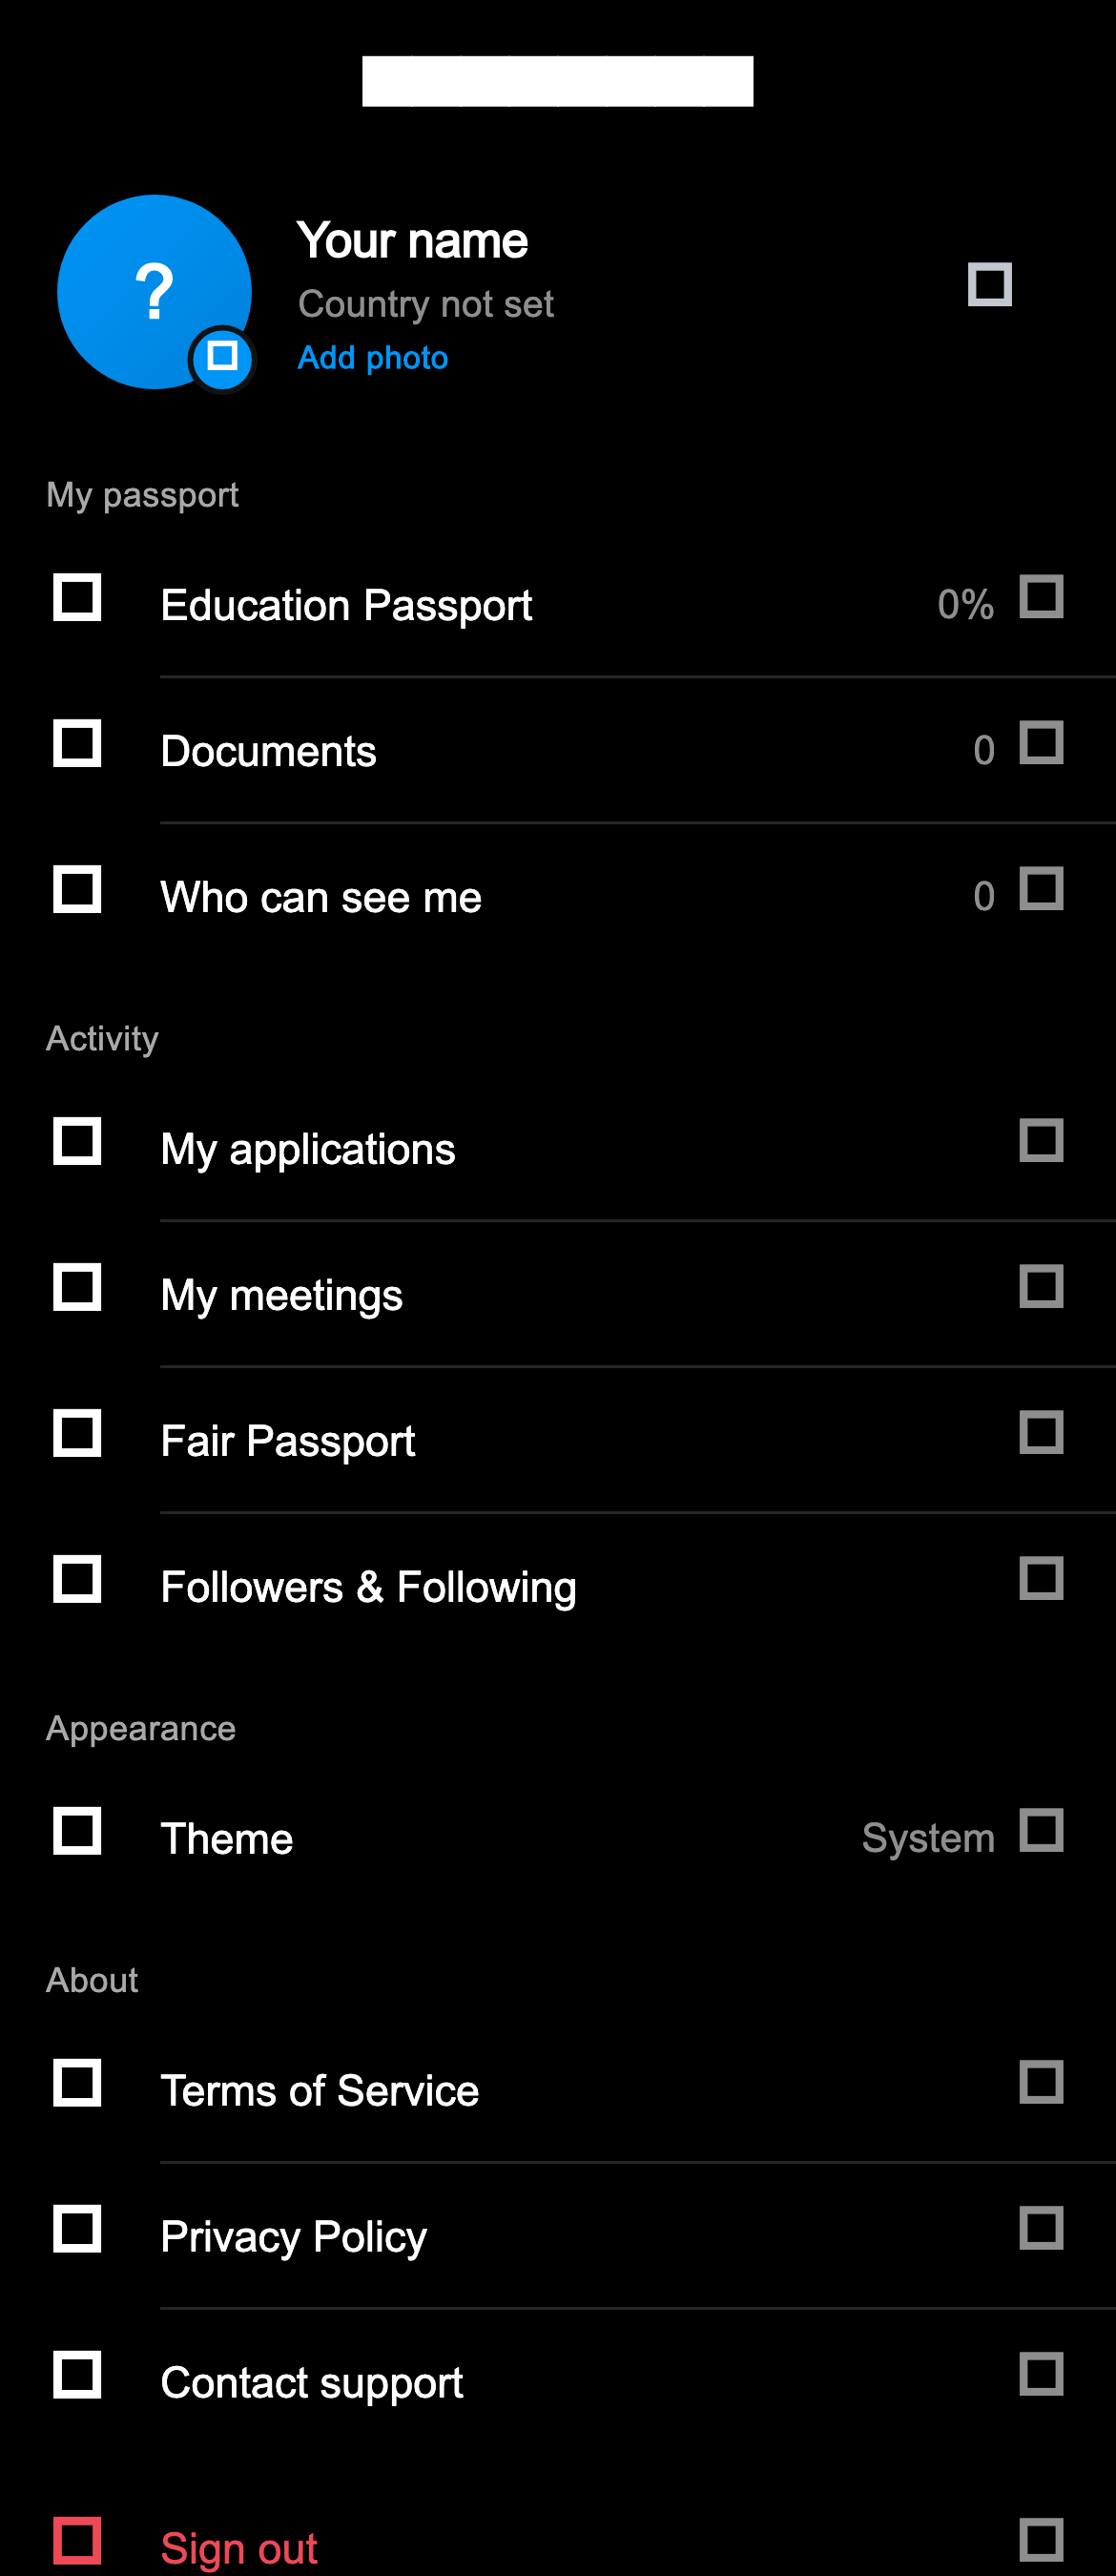 ?
Your name
Country not set
Add photo
My passport
Education Passport 0%
Documents 0
Who can see me 0
Activity
My applications
My meetings
Fair Passport
Followers & Following
Appearance
Theme System
About
Terms of Service
Privacy Policy
Contact support
Sign out